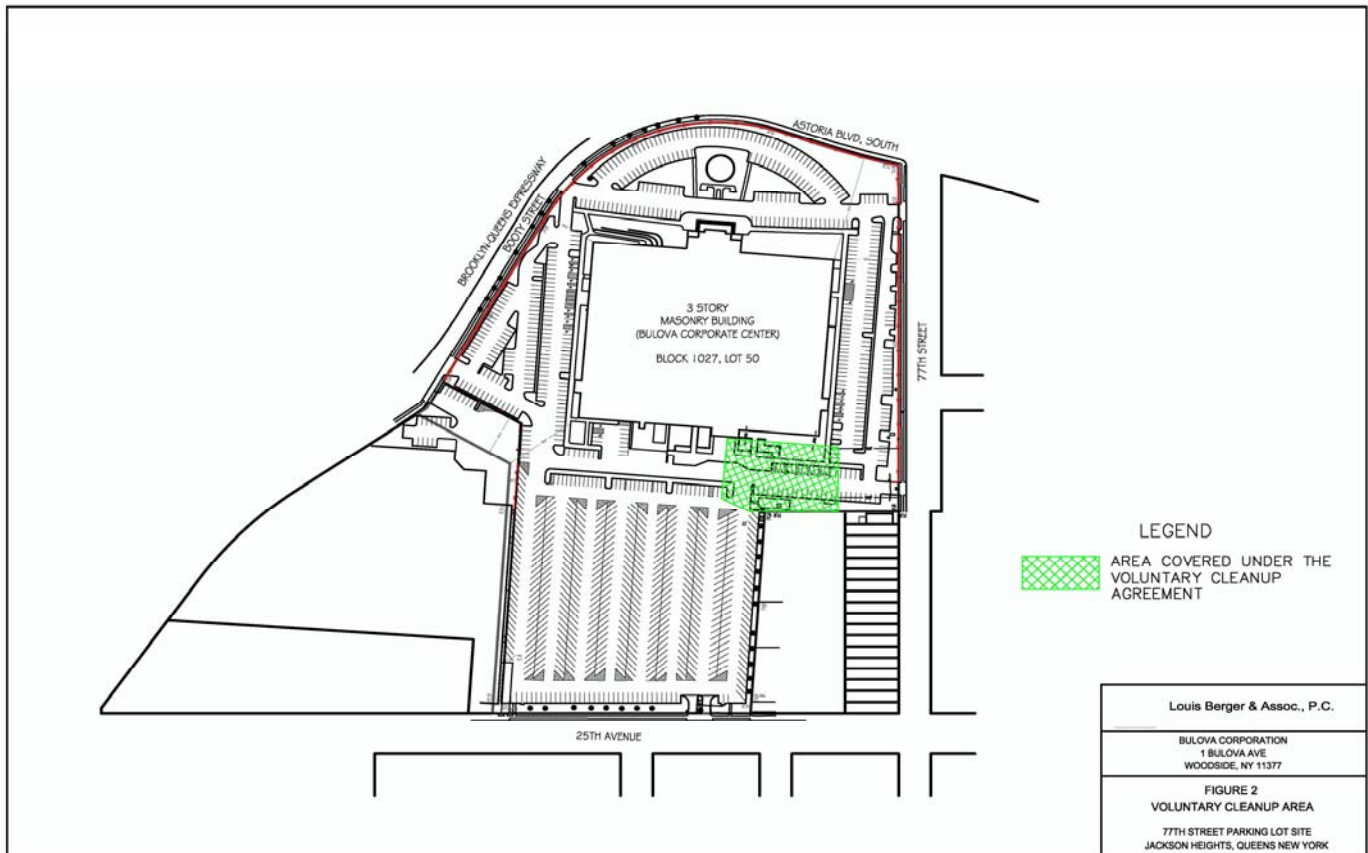 ASTORIA BLVD, SOUTH
BROOKLYN-QUEENS EXPRESSWAY
BOOTY STREET
3 STORY
MASONRY BUILDING
(BULOVA CORPORATE CENTER)
BLOCK 1027, LOT 50
77TH STREET
LEGEND
AREA COVERED UNDER THE
VOLUNTARY CLEANUP
AGREEMENT
25TH AVENUE
Louis Berger & Assoc., P.C.
BULOVA CORPORATION
1 BULOVA AVE
WOODSIDE, NY 11377
FIGURE 2
VOLUNTARY CLEANUP AREA
77TH STREET PARKING LOT SITE
JACKSON HEIGHTS, QUEENS NEW YORK